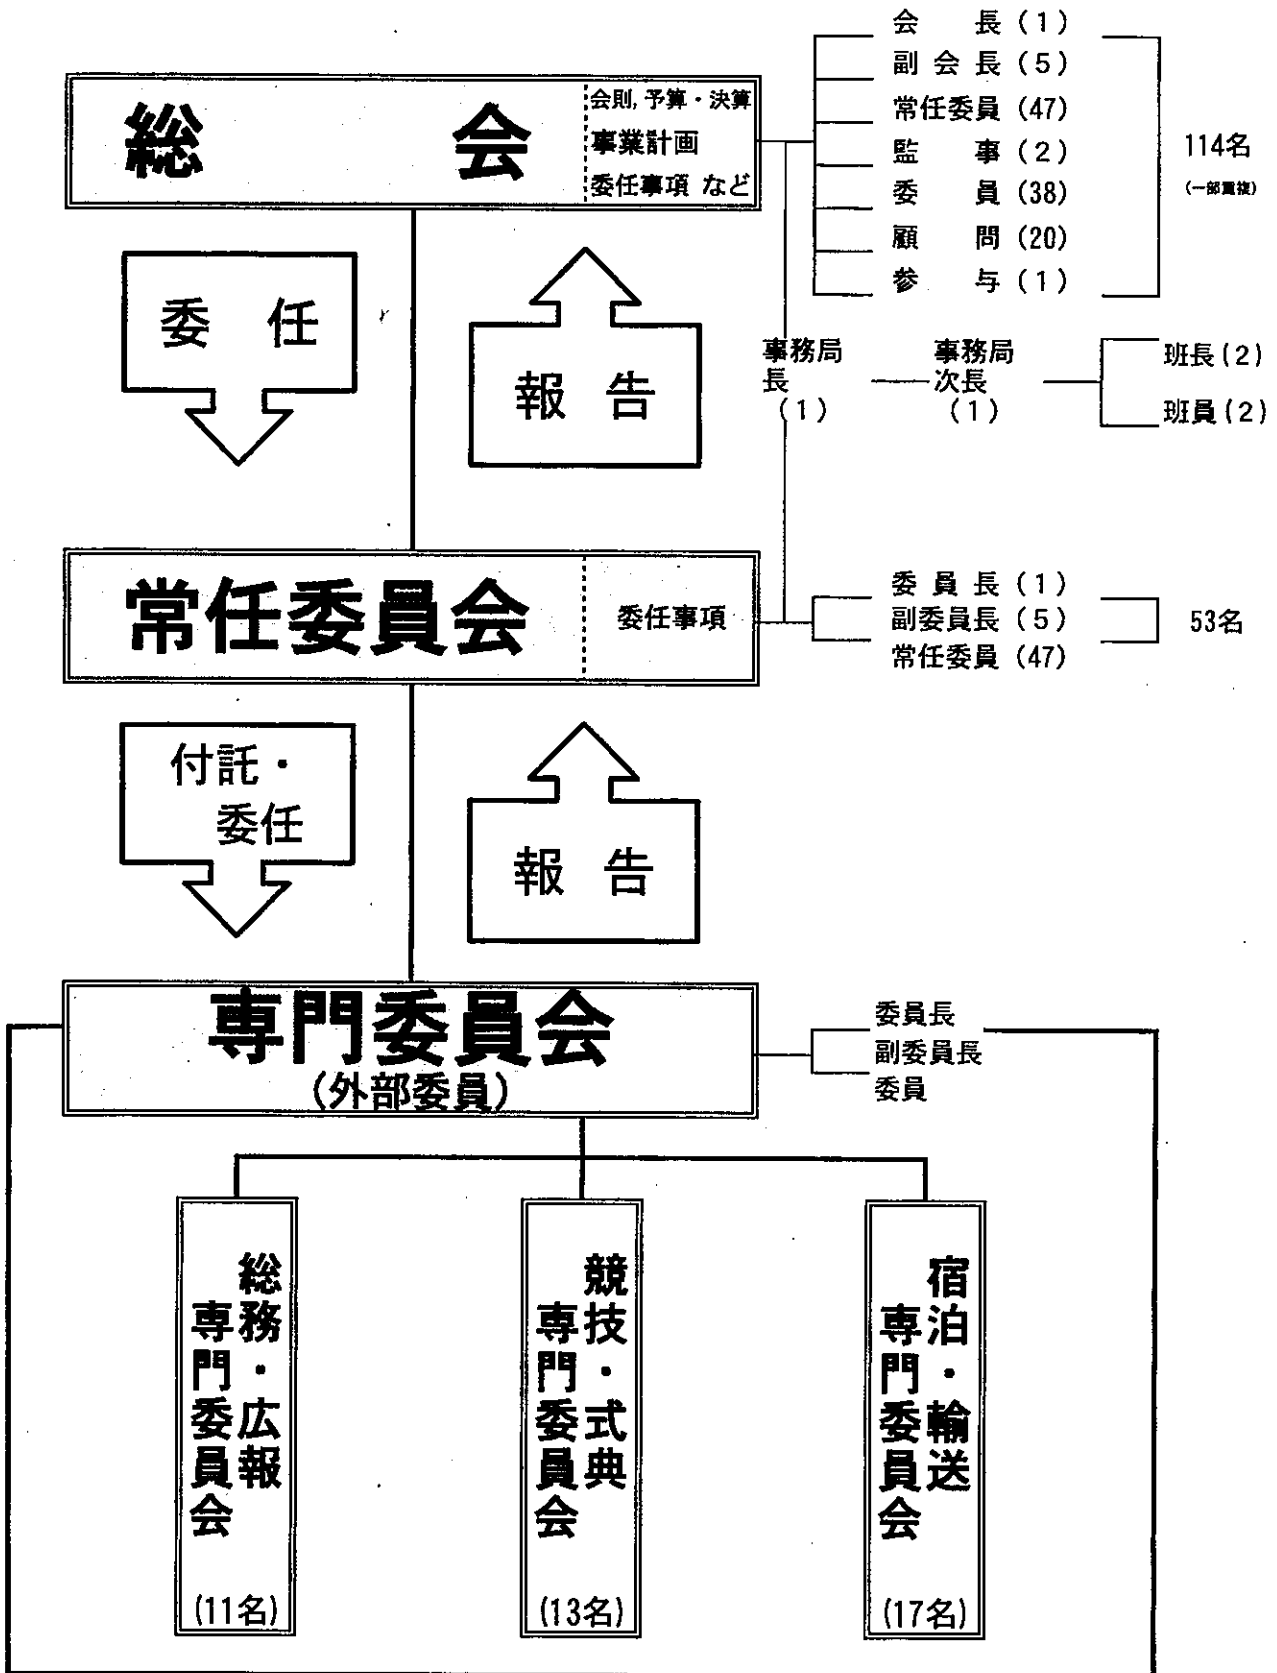 総　会
会則,予算・決算
事業計画
委任事項 など
会　長(1)
副会長(5)
常任委員(47)
監　事(2)
委　員(38)
顧　問(20)
参　与(1)
114名
(一部重複)
委　任
報　告
事務局
長
(1)
事務局
次長
(1)
班長(2)
班員(2)
常任委員会
委任事項
委員長(1)
副委員長(5)
常任委員(47)
53名
付託・
委任
報　告
専門委員会
(外部委員)
委員長
副委員長
委員
総務・広報
専門委員会
(11名)
競技・式典
専門委員会
(13名)
宿泊・輸送
専門委員会
(17名)